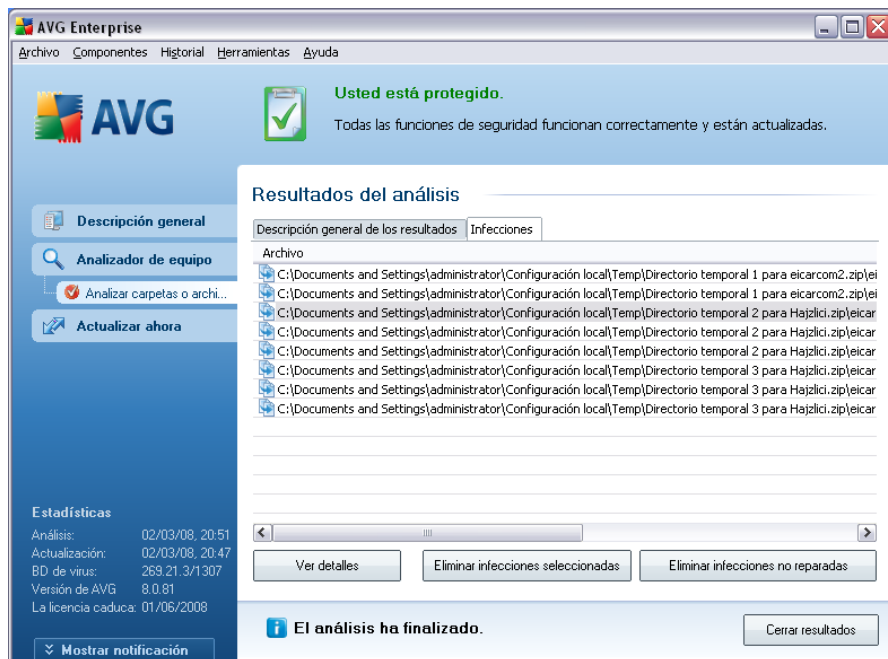 AVG Enterprise
Archivo Componentes Historial Herramientas Ayuda
AVG
Usted está protegido.
Todas las funciones de seguridad funcionan correctamente y están actualizadas.
Descripción general
Analizador de equipo
Analizar carpetas o archi...
Actualizar ahora
Resultados del análisis
Descripción general de los resultados Infecciones
Archivo
C:\Documents and Settings\administrator\Configuración local\Temp\Directorio temporal 1 para eicarcom2.zip\ei
C:\Documents and Settings\administrator\Configuración local\Temp\Directorio temporal 1 para eicarcom2.zip\ei
C:\Documents and Settings\administrator\Configuración local\Temp\Directorio temporal 2 para Hajzlici.zip\eicar
C:\Documents and Settings\administrator\Configuración local\Temp\Directorio temporal 2 para Hajzlici.zip\eicar
C:\Documents and Settings\administrator\Configuración local\Temp\Directorio temporal 2 para Hajzlici.zip\eicar
C:\Documents and Settings\administrator\Configuración local\Temp\Directorio temporal 3 para Hajzlici.zip\eicar
C:\Documents and Settings\administrator\Configuración local\Temp\Directorio temporal 3 para Hajzlici.zip\eicar
C:\Documents and Settings\administrator\Configuración local\Temp\Directorio temporal 3 para Hajzlici.zip\eicar
Ver detalles Eliminar infecciones seleccionadas Eliminar infecciones no reparadas
Estadísticas
Análisis: 02/03/08, 20:51
Actualización: 02/03/08, 20:47
BD de virus: 269.21.3/1307
Versión de AVG 8.0.81
La licencia caduca: 01/06/2008
Mostrar notificación
El análisis ha finalizado.
Cerrar resultados